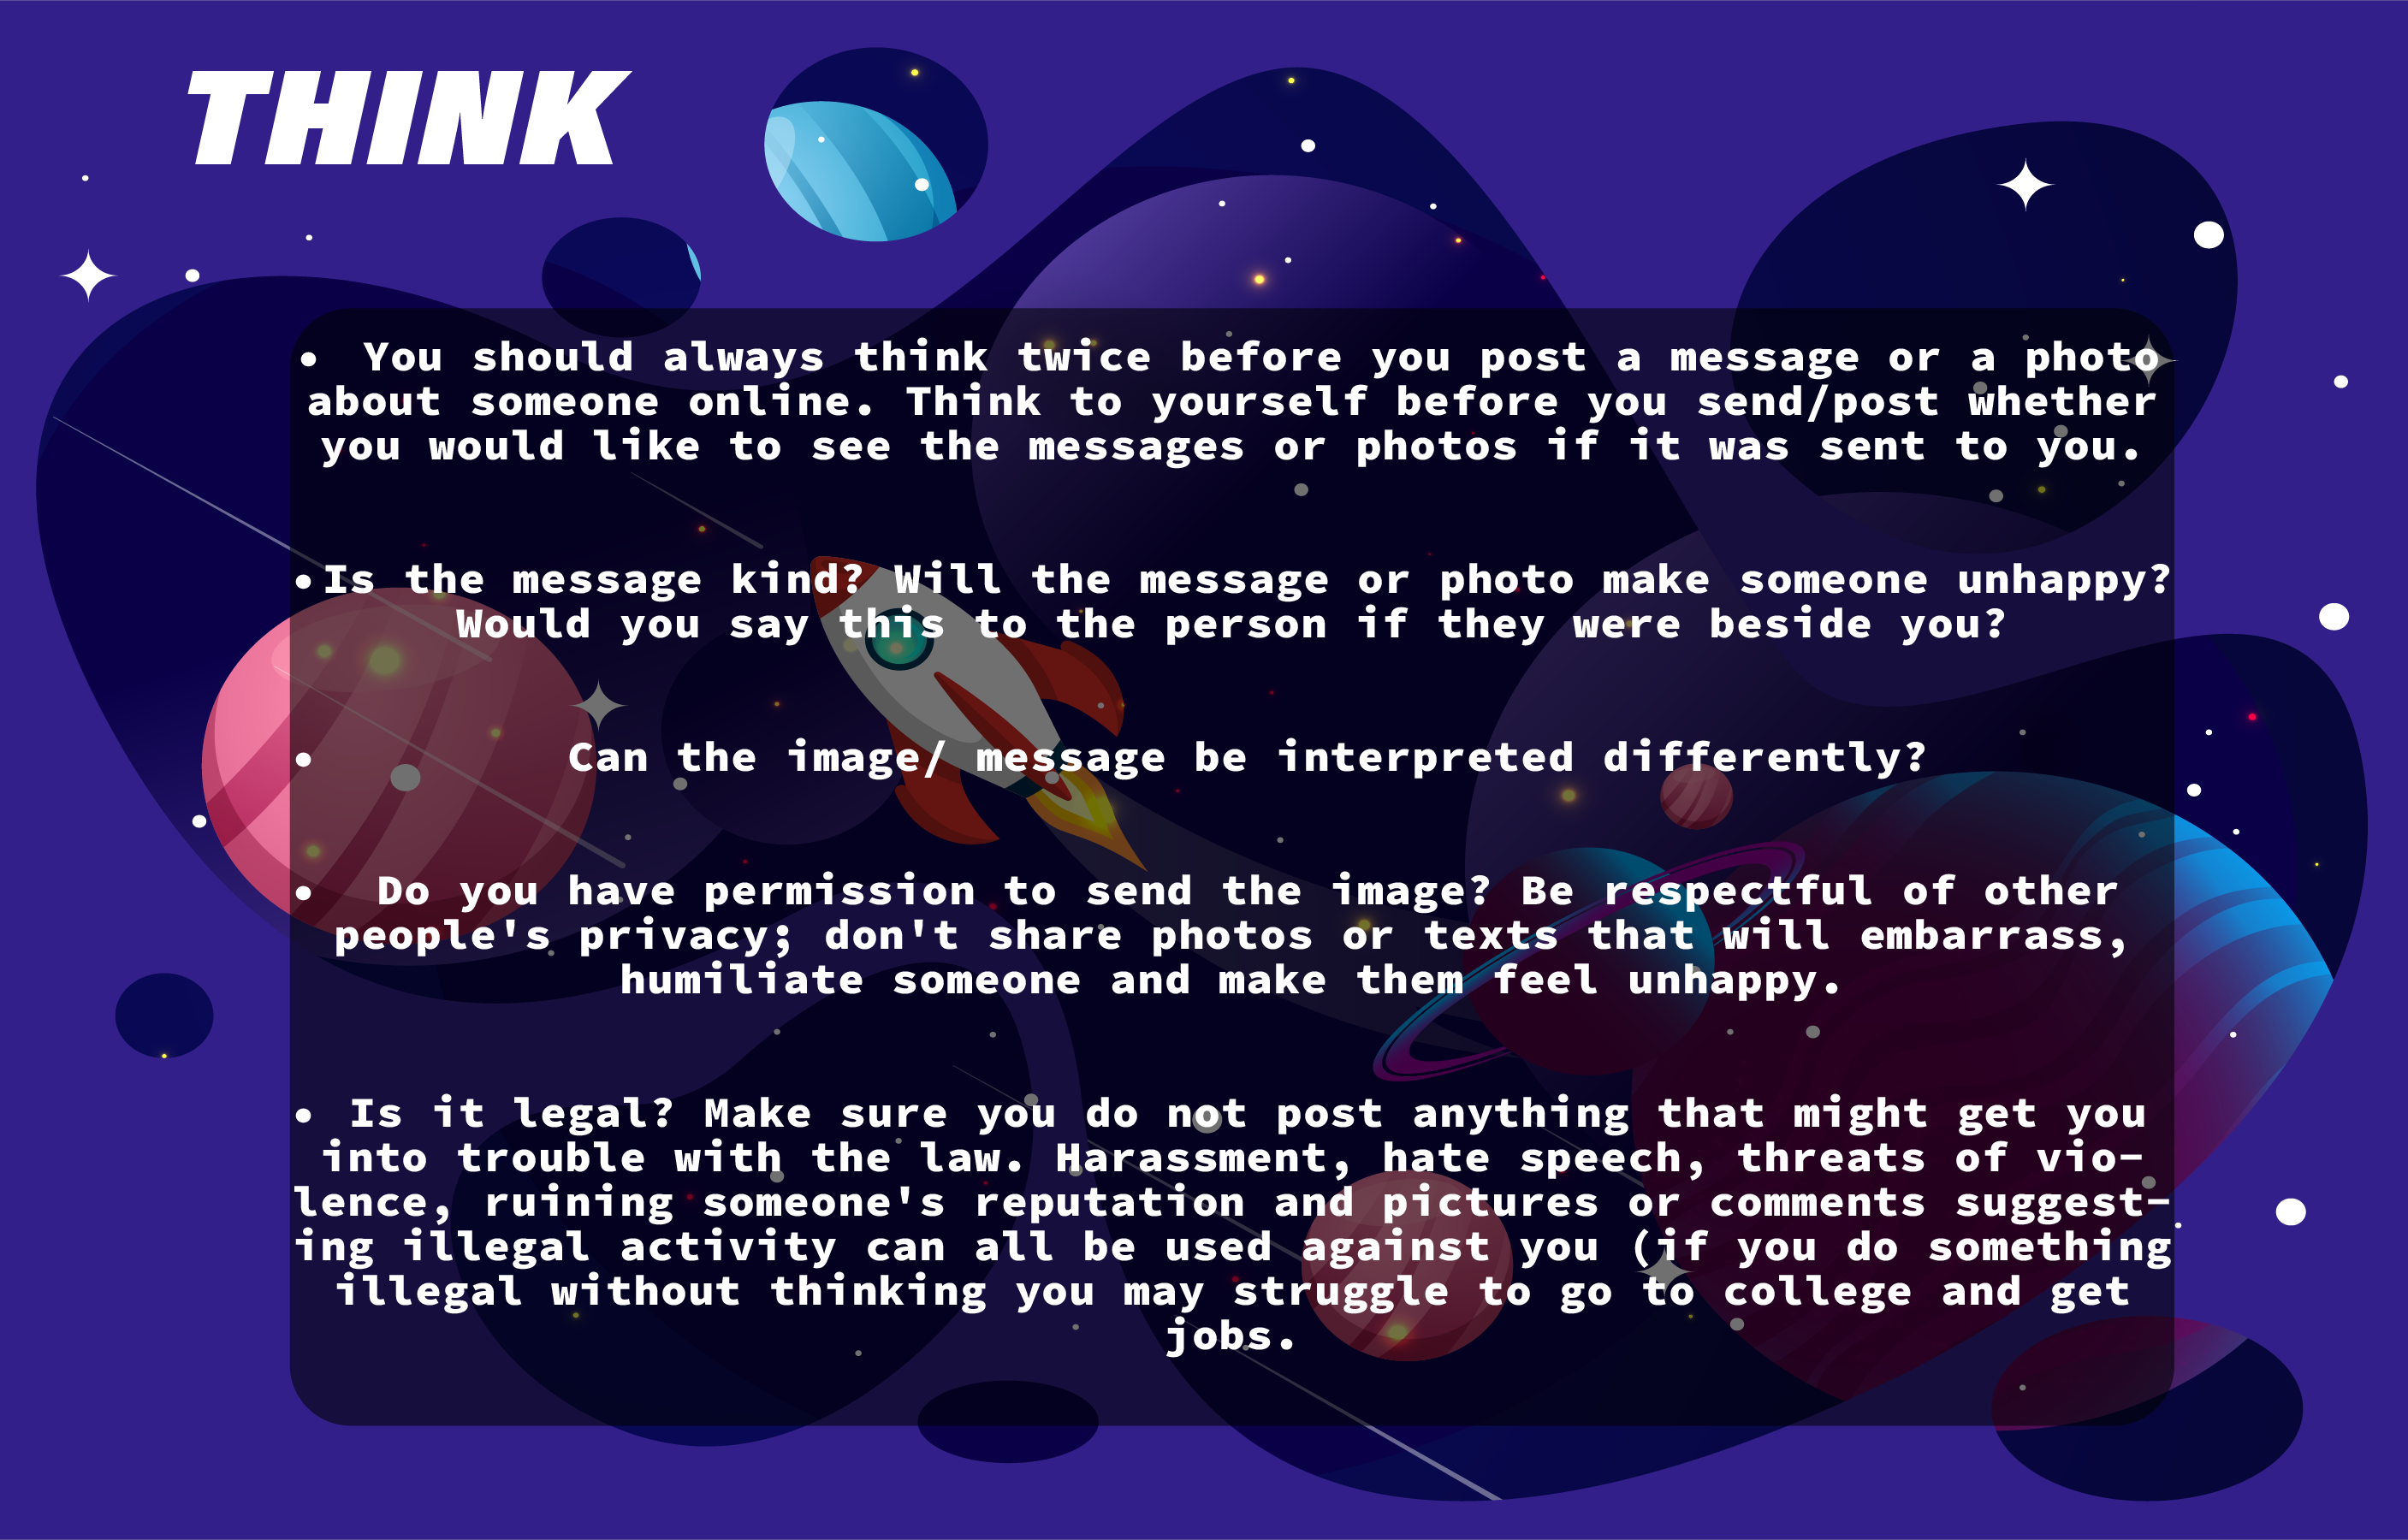 THINK
• You should always think twice before you post a message or a photo
about someone online. Think to yourself before you send/post whether
you would like to see the messages or photos if it was sent to you.
•Is the message kind? Will the message or photo make someone unhappy?
Would you say this to the person if they were beside you?
• Can the image/ message be interpreted differently?
• Do you have permission to send the image? Be respectful of other
people's privacy; don't share photos or texts that will embarrass,
humiliate someone and make them feel unhappy.
• Is it legal? Make sure you do not post anything that might get you
into trouble with the law. Harassment, hate speech, threats of vio-
lence, ruining someone's reputation and pictures or comments suggest-
ing illegal activity can all be used against you (if you do something
illegal without thinking you may struggle to go to college and get
jobs.